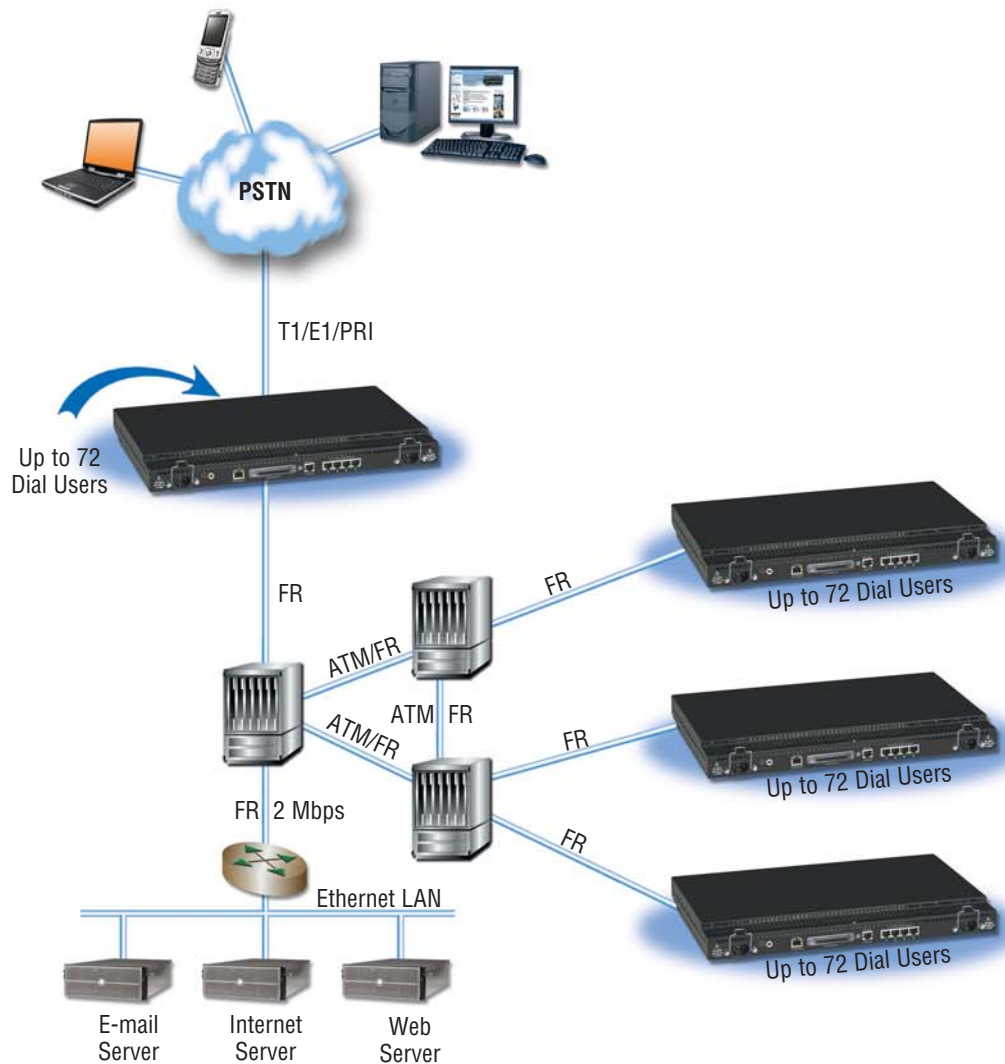 PSTN
T1/E1/PRI
Up to 72
Dial Users
FR
FR
Up to 72 Dial Users
ATM/FR
ATM FR
ATM/FR
FR
Up to 72 Dial Users
FR 2 Mbps
FR
Ethernet LAN
Up to 72 Dial Users
E-mail
Server
Internet
Server
Web
Server